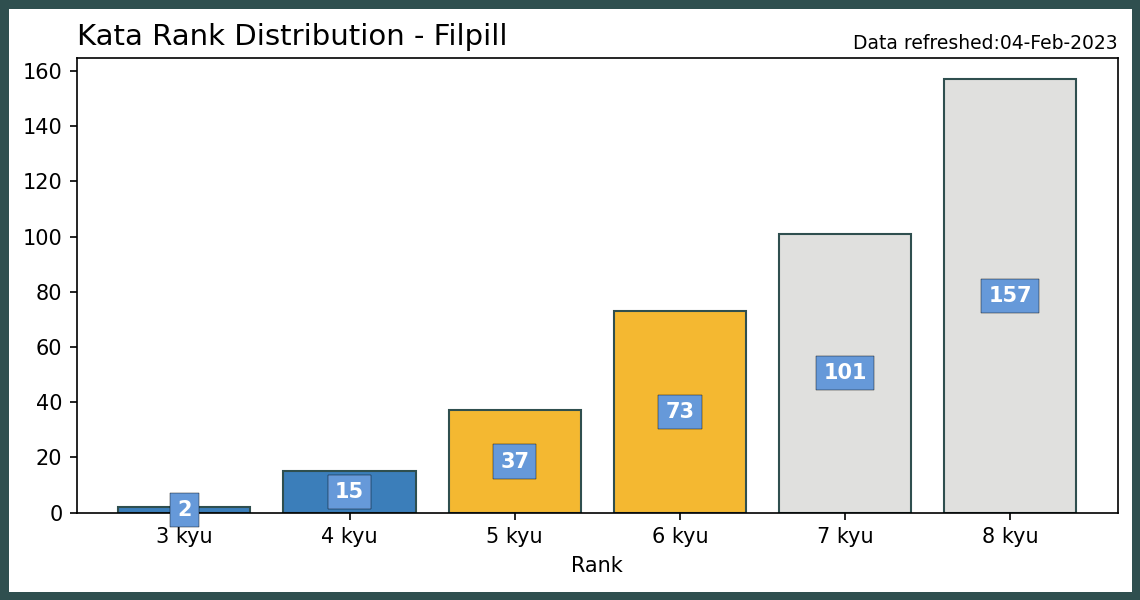 Kata Rank Distribution - Filpill
Data refreshed:04-Feb-2023
160
140
120
100
80
60
40
20
0
2
15
37
73
101
157
3 kyu
4 kyu
5 kyu
6 kyu
7 kyu
8 kyu
Rank